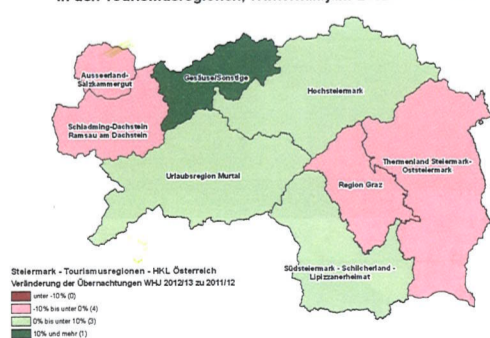 Ausseerland-
Salzkammergut
Gesäuse/Sonstige
Hochsteiermark
Schladming-Dachstein
Ramsau am Dachstein
Thermenland Steiermark-
Oststeiermark
Urlaubsregion Murtal
Region Graz
Südsteiermark - Schilcherland -
Lipizzanerheimat
Steiermark - Tourismusregionen - HKL Österreich
Veränderung der Übernachtungen WHJ 2012/13 zu 2011/12
unter -10% (0)
-10% bis unter 0% (4)
0% bis unter 10% (3)
10% und mehr (1)